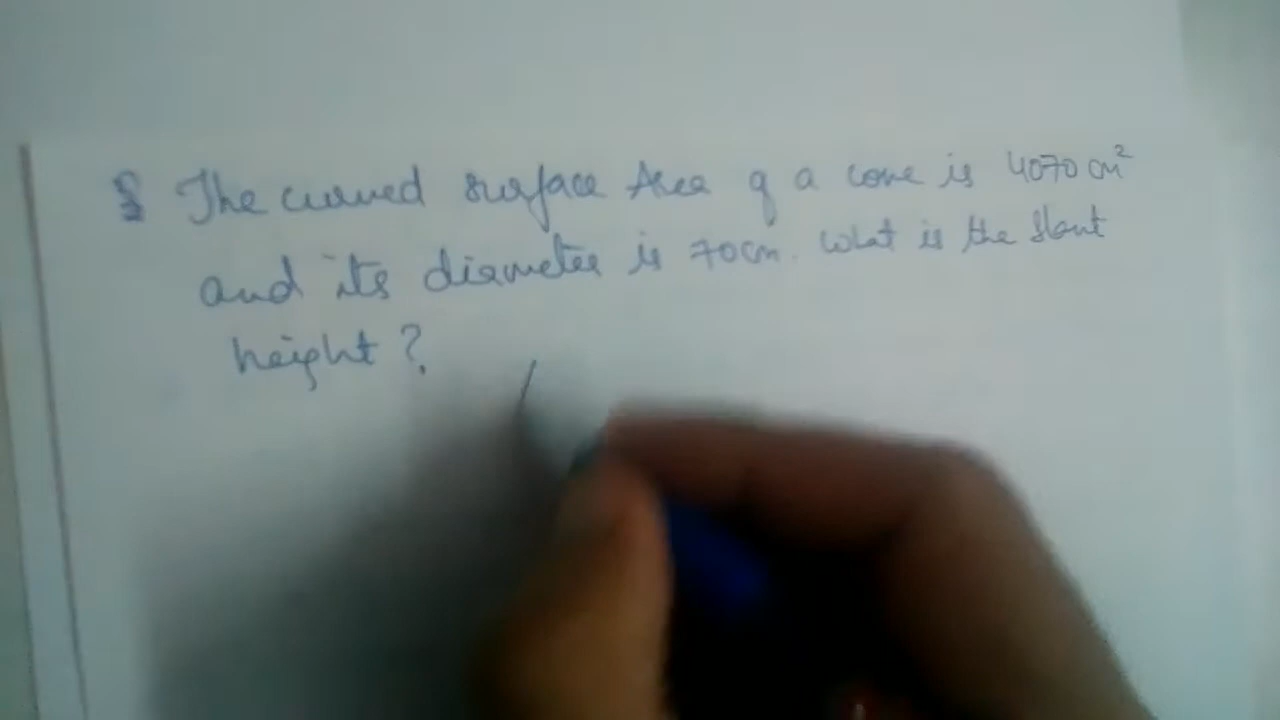 Q The curved surface Area of a cone is 4070 cm²
and its diameter is 70cm. What is the slant
height?